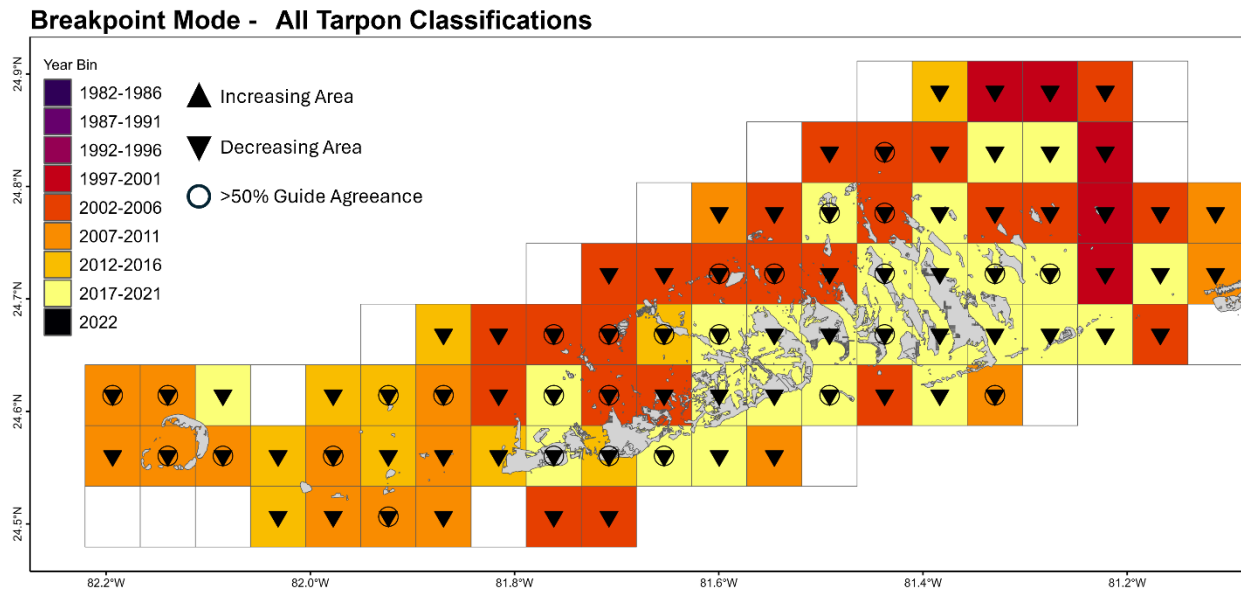 Breakpoint Mode - All Tarpon Classifications
Year Bin
1982-1986
1987-1991
1992-1996
1997-2001
2002-2006
2007-2011
2012-2016
2017-2021
2022
Increasing Area
Decreasing Area
>50% Guide Agreeance
24.9°N
24.8°N
24.7°N
24.6°N
24.5°N
82.2°W
82.0°W
81.8°W
81.6°W
81.4°W
81.2°W